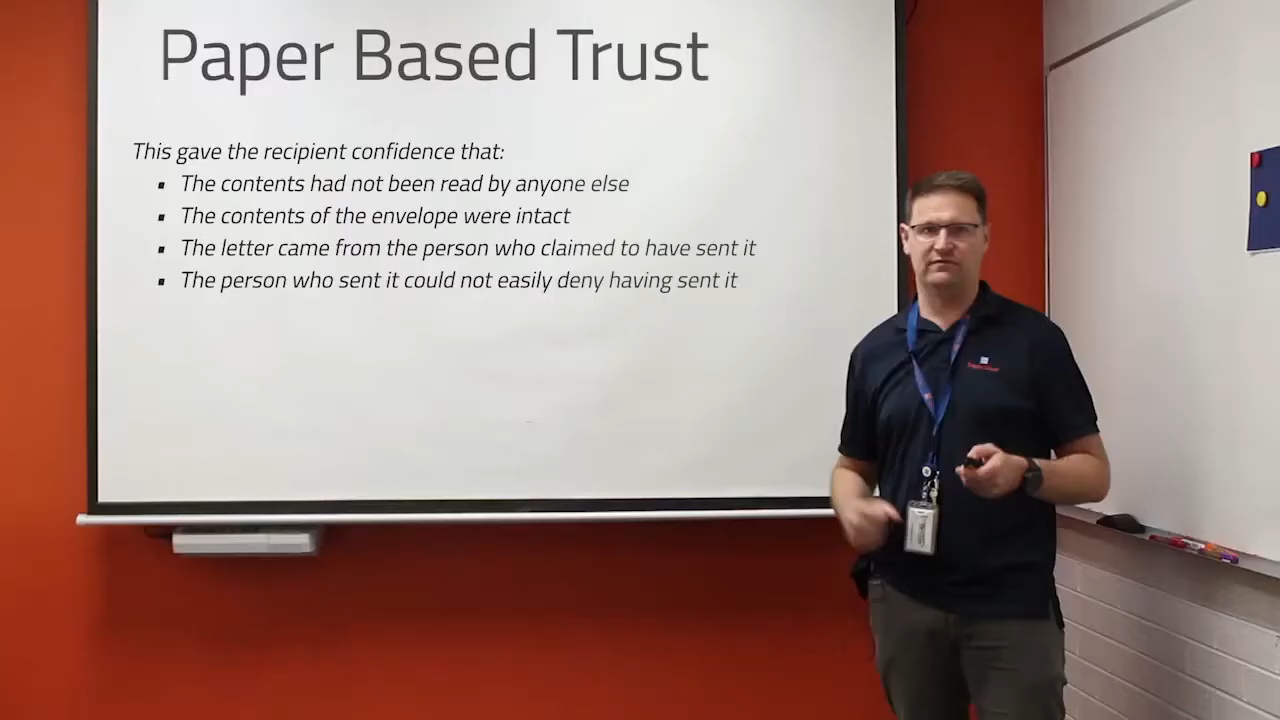 Paper Based Trust
This gave the recipient confidence that:
▪ The contents had not been read by anyone else
▪ The contents of the envelope were intact
▪ The letter came from the person who claimed to have sent it
▪ The person who sent it could not easily deny having sent it